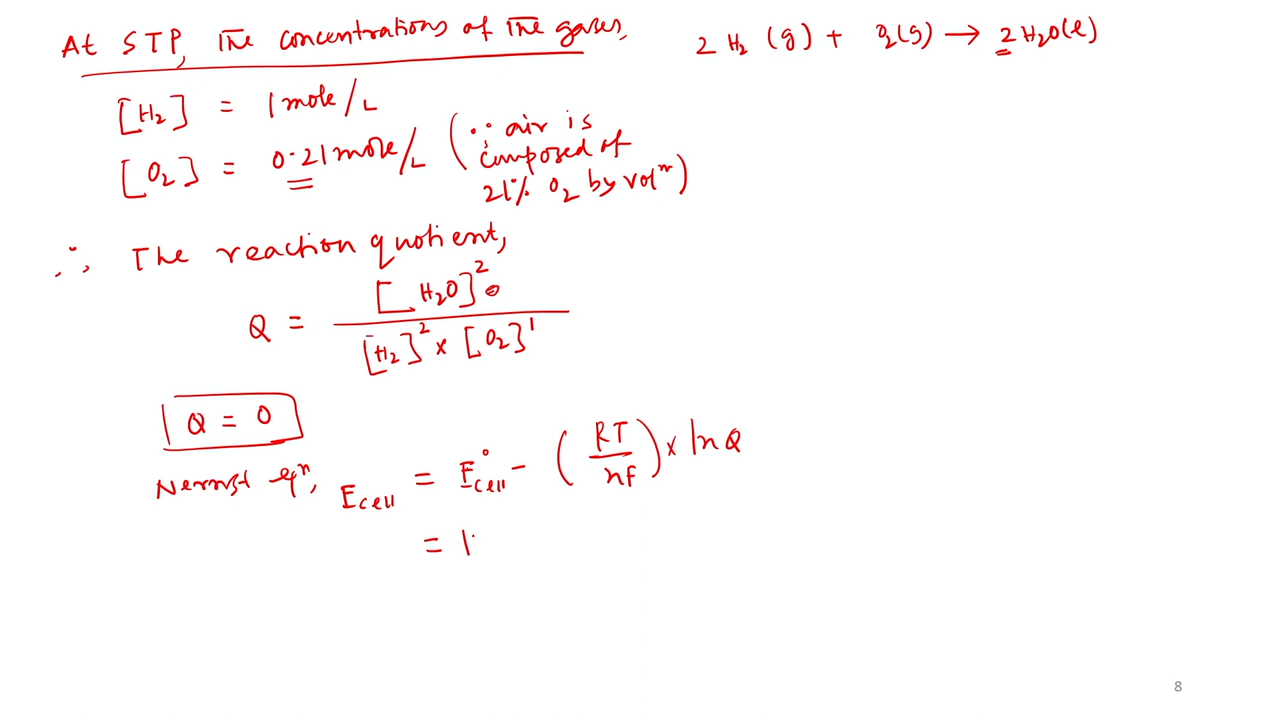 At STP, The concentrations of The gases,
2 H₂ (g) + O₂(g) → 2 H₂O(l)
[H₂] = 1 mole/L
[O₂] = 0.21 mole/L (∵ air is composed of 21% O₂ by volⁿ)
∴ The reaction quotient,
Q = [H₂O]² / [H₂]² × [O₂]¹
Q = 0
Nernst eqⁿ, Ecell = E°cell - (RT/nF) × ln Q
= 1.
8